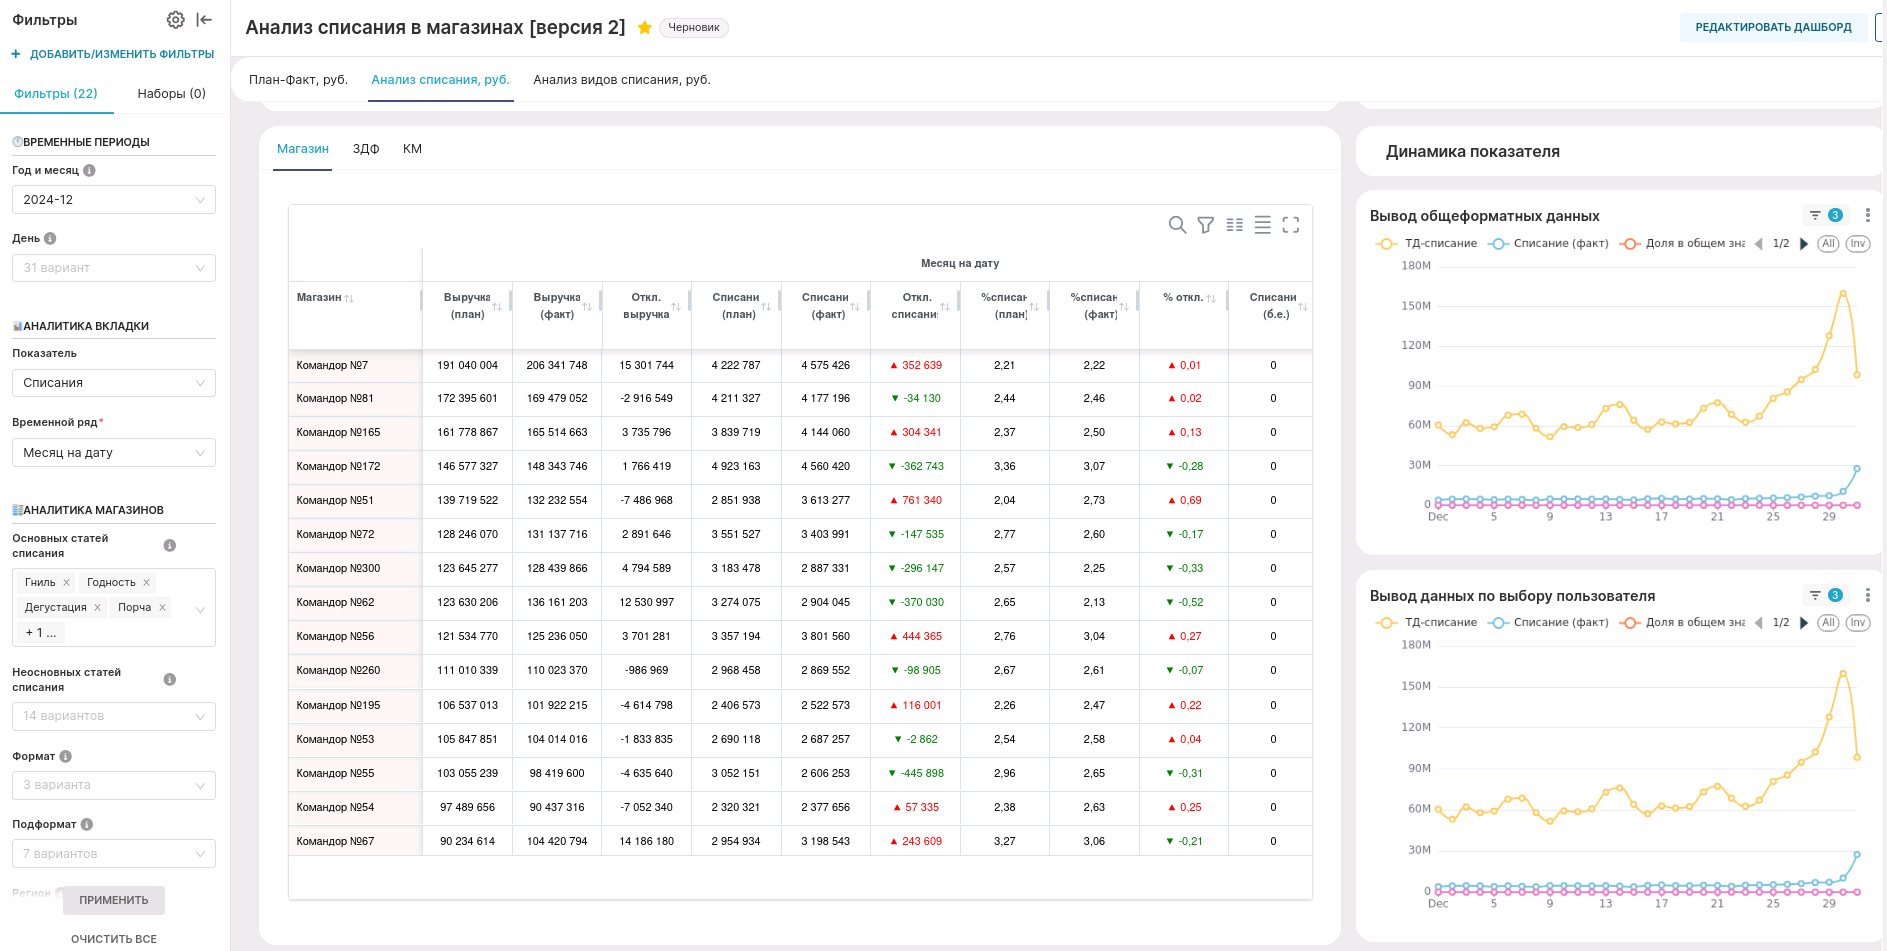 Фильтры
+ ДОБАВИТЬ/ИЗМЕНИТЬ ФИЛЬТРЫ
Фильтры (22) Наборы (0)
ВРЕМЕННЫЕ ПЕРИОДЫ
Год и месяц
2024-12
День
31 вариант
АНАЛИТИКА ВКЛАДКИ
Показатель
Списания
Временной ряд*
Месяц на дату
АНАЛИТИКА МАГАЗИНОВ
Основных статей
списания
Гниль Годность
Дегустация Порча
+ 1 ...
Неосновных статей
списания
14 вариантов
Формат
3 варианта
Подформат
7 вариантов
Регион
ПРИМЕНИТЬ
ОЧИСТИТЬ ВСЕ
Анализ списания в магазинах [версия 2] Черновик
РЕДАКТИРОВАТЬ ДАШБОРД
План-Факт, руб. Анализ списания, руб. Анализ видов списания, руб.
Магазин ЗДФ КМ
Месяц на дату
Магазин Выручка (план) Выручка (факт) Откл. выручка Списани (план) Списани (факт) Откл. списани %списан (план) %списан (факт) % откл. Списани (б.е.)
Командор №7 191 040 004 206 341 748 15 301 744 4 222 787 4 575 426 ▲ 352 639 2,21 2,22 ▲ 0,01 0
Командор №81 172 395 601 169 479 052 -2 916 549 4 211 327 4 177 196 ▼ -34 130 2,44 2,46 ▲ 0,02 0
Командор №165 161 778 867 165 514 663 3 735 796 3 839 719 4 144 060 ▲ 304 341 2,37 2,50 ▲ 0,13 0
Командор №172 146 577 327 148 343 746 1 766 419 4 923 163 4 560 420 ▼ -362 743 3,36 3,07 ▼ -0,28 0
Командор №51 139 719 522 132 232 554 -7 486 968 2 851 938 3 613 277 ▲ 761 340 2,04 2,73 ▲ 0,69 0
Командор №72 128 246 070 131 137 716 2 891 646 3 551 527 3 403 991 ▼ -147 535 2,77 2,60 ▼ -0,17 0
Командор №300 123 645 277 128 439 866 4 794 589 3 183 478 2 887 331 ▼ -296 147 2,57 2,25 ▼ -0,33 0
Командор №62 123 630 206 136 161 203 12 530 997 3 274 075 2 904 045 ▼ -370 030 2,65 2,13 ▼ -0,52 0
Командор №56 121 534 770 125 236 050 3 701 281 3 357 194 3 801 560 ▲ 444 365 2,76 3,04 ▲ 0,27 0
Командор №260 111 010 339 110 023 370 -986 969 2 968 458 2 869 552 ▼ -98 905 2,67 2,61 ▼ -0,07 0
Командор №195 106 537 013 101 922 215 -4 614 798 2 406 573 2 522 573 ▲ 116 001 2,26 2,47 ▲ 0,22 0
Командор №53 105 847 851 104 014 016 -1 833 835 2 690 118 2 687 257 ▼ -2 862 2,54 2,58 ▲ 0,04 0
Командор №55 103 055 239 98 419 600 -4 635 640 3 052 151 2 606 253 ▼ -445 898 2,96 2,65 ▼ -0,31 0
Командор №54 97 489 656 90 437 316 -7 052 340 2 320 321 2 377 656 ▲ 57 335 2,38 2,63 ▲ 0,25 0
Командор №67 90 234 614 104 420 794 14 186 180 2 954 934 3 198 543 ▲ 243 609 3,27 3,06 ▼ -0,21 0
Динамика показателя
Вывод общеформатных данных 3
ТД-списание Списание (факт) Доля в общем зна 1/2 All Inv
180M
150M
120M
90M
60M
30M
0
Dec 5 9 13 17 21 25 29
Вывод данных по выбору пользователя 3
ТД-списание Списание (факт) Доля в общем зна 1/2 All Inv
180M
150M
120M
90M
60M
30M
0
Dec 5 9 13 17 21 25 29